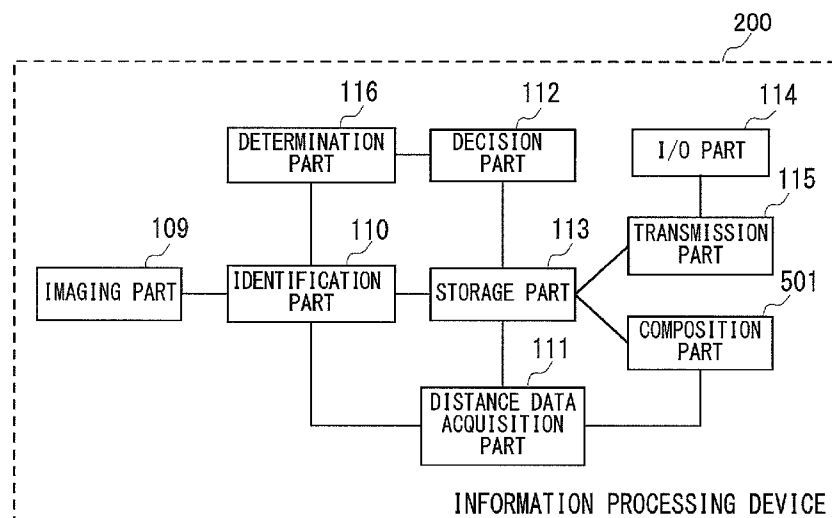 200
116
112
114
DETERMINATION
PART
DECISION
PART
I/O PART
115
109
110
113
TRANSMISSION
PART
IMAGING PART
IDENTIFICATION
PART
STORAGE PART
501
COMPOSITION
PART
111
DISTANCE DATA
ACQUISITION
PART
INFORMATION PROCESSING DEVICE